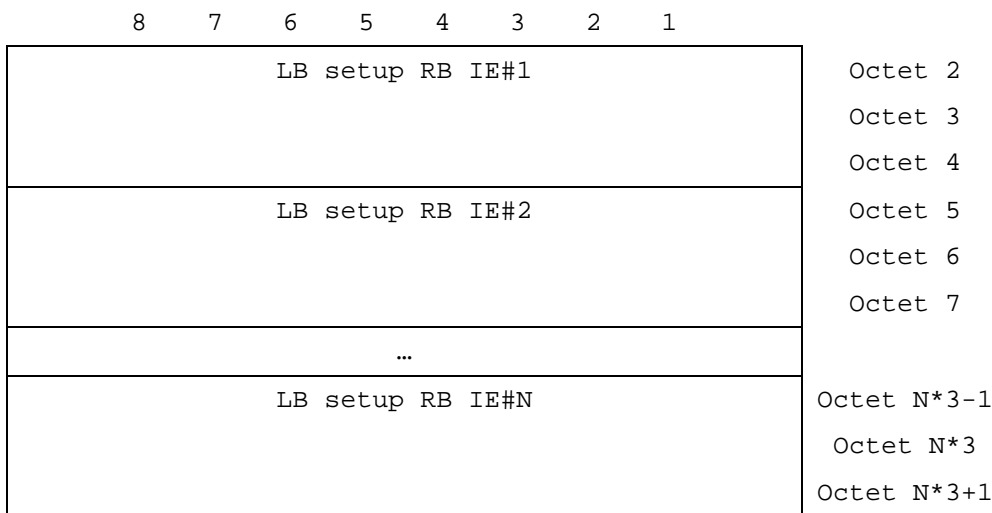 8 7 6 5 4 3 2 1
LB setup RB IE#1 Octet 2
Octet 3
Octet 4
LB setup RB IE#2 Octet 5
Octet 6
Octet 7
…
LB setup RB IE#N Octet N*3-1
Octet N*3
Octet N*3+1